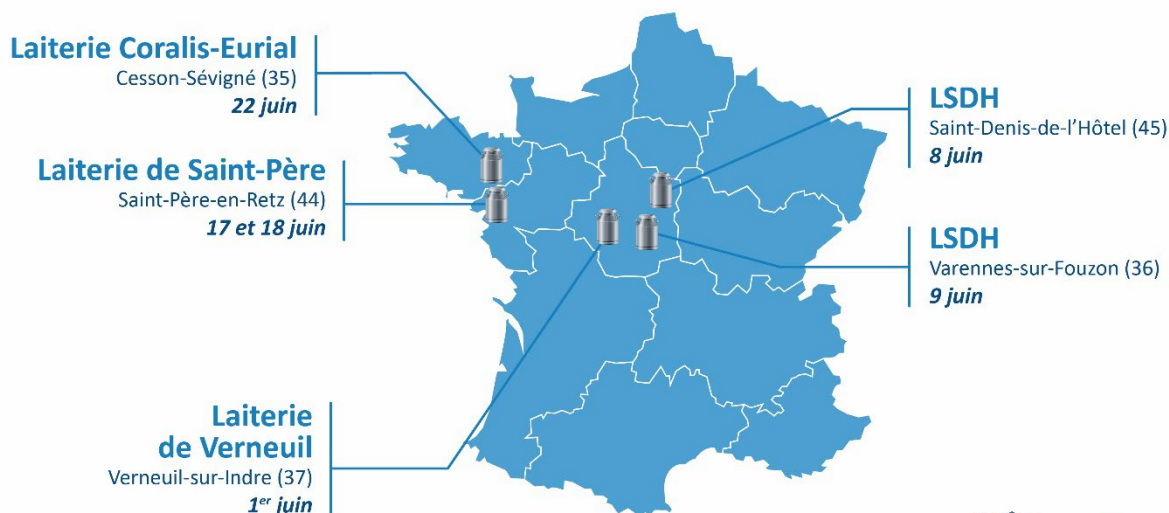 Laiterie Coralis-Eurial
Cesson-Sévigné (35)
22 juin
Laiterie de Saint-Père
Saint-Père-en-Retz (44)
17 et 18 juin
Laiterie
de Verneuil
Verneuil-sur-Indre (37)
1er juin
LSDH
Saint-Denis-de-l'Hôtel (45)
8 juin
LSDH
Varennes-sur-Fouzon (36)
9 juin